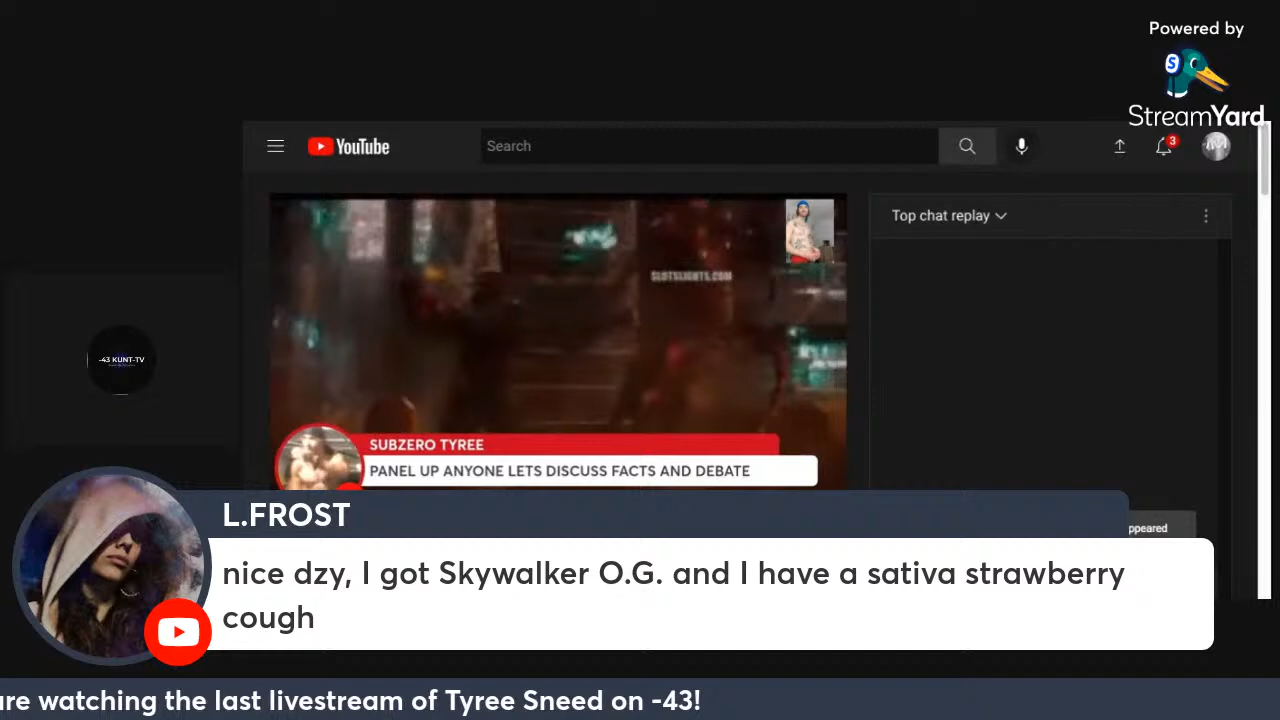 Powered by
StreamYard
YouTube
Search
3
Top chat replay
SLOTSLIGHTS.COM
-43 KUNT-TV
SUBZERO TYREE
PANEL UP ANYONE LETS DISCUSS FACTS AND DEBATE
ppeared
L.FROST
nice dzy, I got Skywalker O.G. and I have a sativa strawberry
cough
are watching the last livestream of Tyree Sneed on -43!